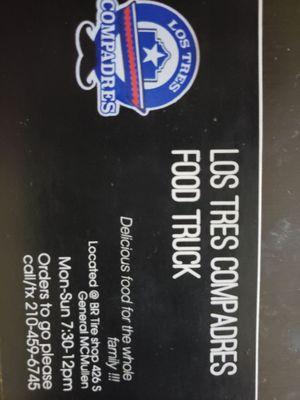 LOS TRES
COMPADRES
LOS TRES COMPADRES
FOOD TRUCK
Delicious food for the whole
family !!!
Located @ BR Tire shop 426 S
General MCMullen
Mon-Sun 7:30-12pm
Orders to go please
call/tx 210-459-6745